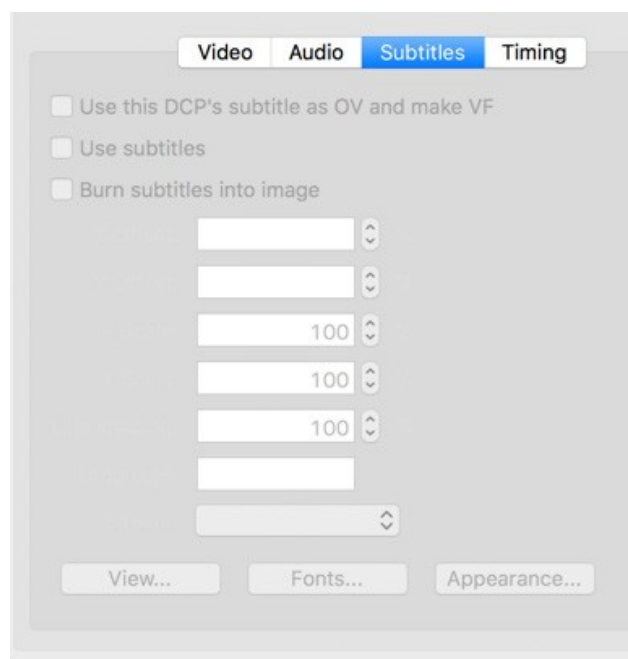 Video Audio Subtitles Timing
Use this DCP's subtitle as OV and make VF
Use subtitles
Burn subtitles into image
100
100
100
View... Fonts... Appearance...